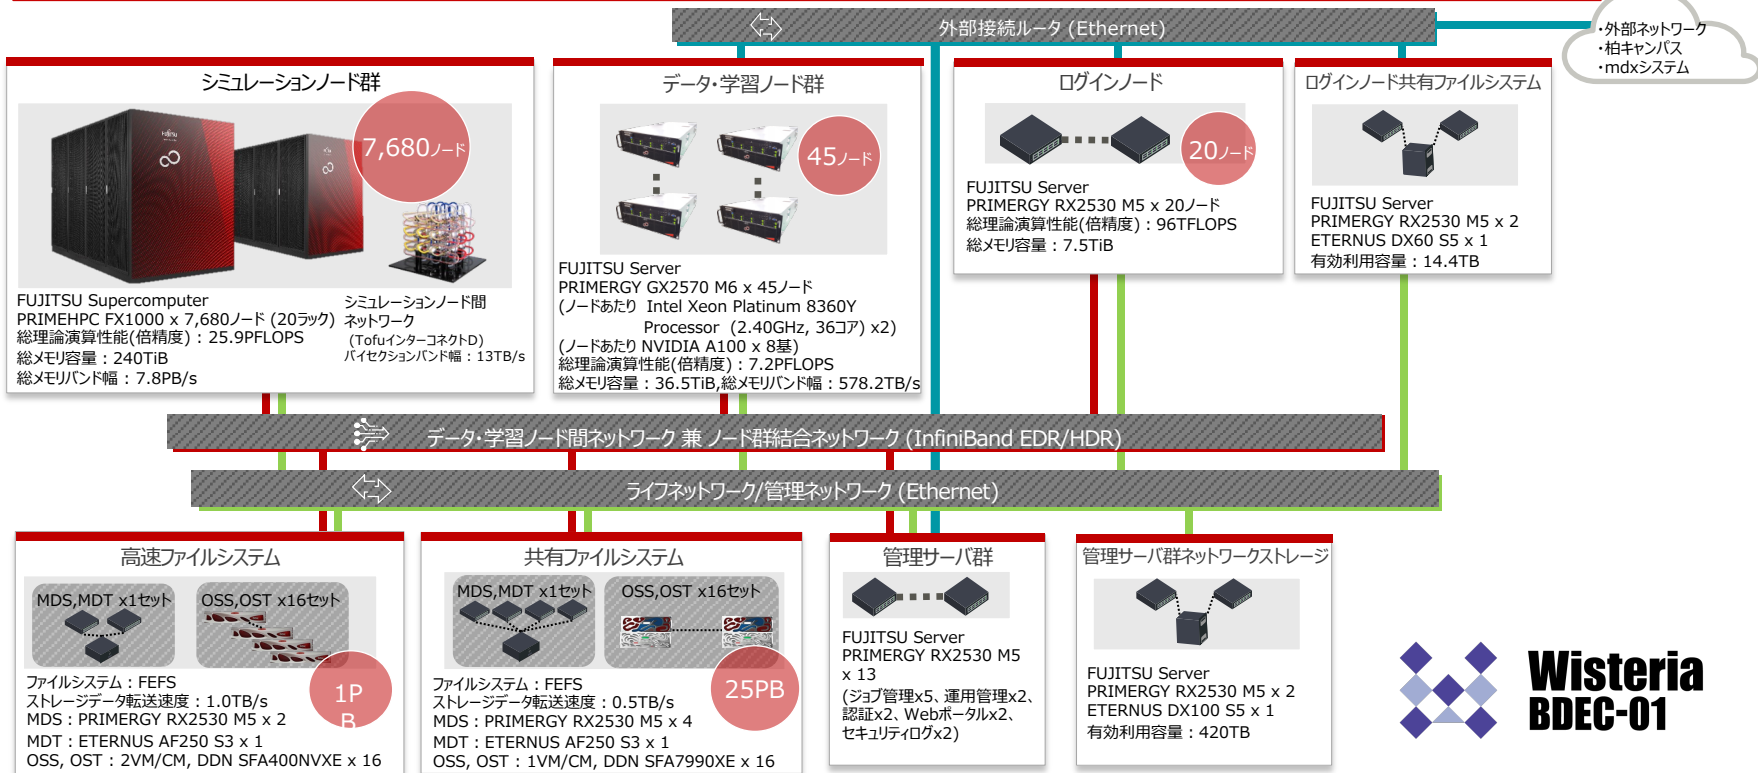 外部接続ルータ (Ethernet)
・外部ネットワーク
・柏キャンパス
・mdxシステム
シミュレーションノード群
7,680ノード
FUJITSU Supercomputer
PRIMEHPC FX1000 x 7,680ノード (20ラック)
総理論演算性能(倍精度)：25.9PFLOPS
総メモリ容量：240TiB
総メモリバンド幅：7.8PB/s
シミュレーションノード間
ネットワーク
(TofuインターコネクトD)
バイセクションバンド幅：13TB/s
データ・学習ノード群
45ノード
FUJITSU Server
PRIMERGY GX2570 M6 x 45ノード
(ノードあたり Intel Xeon Platinum 8360Y
Processor (2.40GHz, 36コア) x2)
(ノードあたり NVIDIA A100 x 8基)
総理論演算性能(倍精度)：7.2PFLOPS
総メモリ容量：36.5TiB,総メモリバンド幅：578.2TB/s
ログインノード
20ノード
FUJITSU Server
PRIMERGY RX2530 M5 x 20ノード
総理論演算性能(倍精度)：96TFLOPS
総メモリ容量：7.5TiB
ログインノード共有ファイルシステム
FUJITSU Server
PRIMERGY RX2530 M5 x 2
ETERNUS DX60 S5 x 1
有効利用容量：14.4TB
データ・学習ノード間ネットワーク 兼 ノード群結合ネットワーク (InfiniBand EDR/HDR)
ライフネットワーク/管理ネットワーク (Ethernet)
高速ファイルシステム
MDS,MDT x1セット
OSS,OST x16セット
1P
B
ファイルシステム：FEFS
ストレージデータ転送速度：1.0TB/s
MDS：PRIMERGY RX2530 M5 x 2
MDT：ETERNUS AF250 S3 x 1
OSS, OST：2VM/CM, DDN SFA400NVXE x 16
共有ファイルシステム
MDS,MDT x1セット
OSS,OST x16セット
25PB
ファイルシステム：FEFS
ストレージデータ転送速度：0.5TB/s
MDS：PRIMERGY RX2530 M5 x 4
MDT：ETERNUS AF250 S3 x 1
OSS, OST：1VM/CM, DDN SFA7990XE x 16
管理サーバ群
FUJITSU Server
PRIMERGY RX2530 M5
x 13
(ジョブ管理x5、運用管理x2、
認証x2、Webポータルx2、
セキュリティログx2)
管理サーバ群ネットワークストレージ
FUJITSU Server
PRIMERGY RX2530 M5 x 2
ETERNUS DX100 S5 x 1
有効利用容量：420TB
Wisteria
BDEC-01